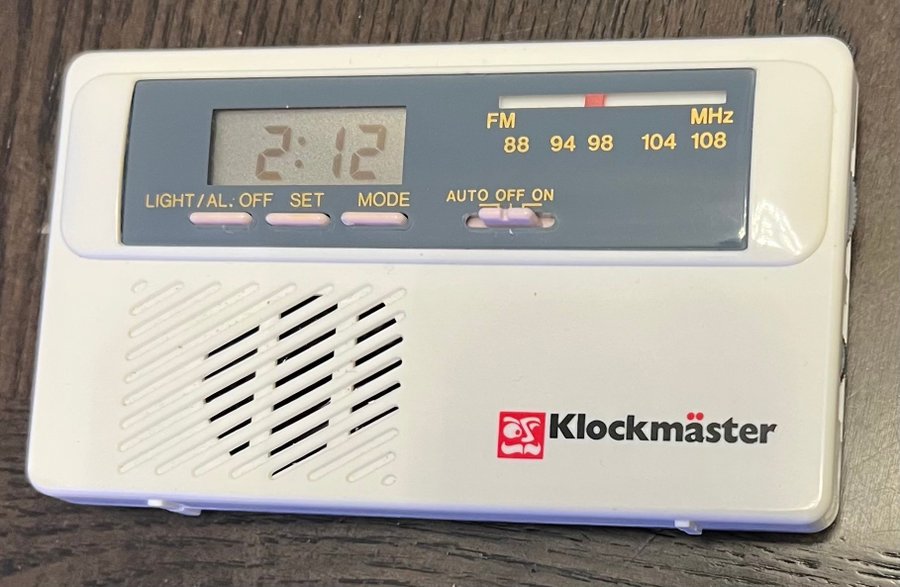 2:12
FM MHz
88 94 98 104 108
LIGHT/AL. OFF SET MODE
AUTO OFF ON
Klockmäster